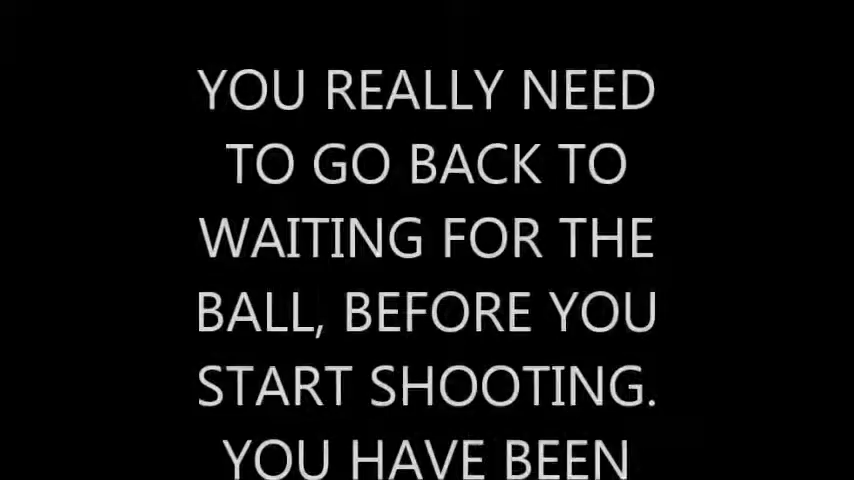 YOU REALLY NEED
TO GO BACK TO
WAITING FOR THE
BALL, BEFORE YOU
START SHOOTING.
YOU HAVE BEEN